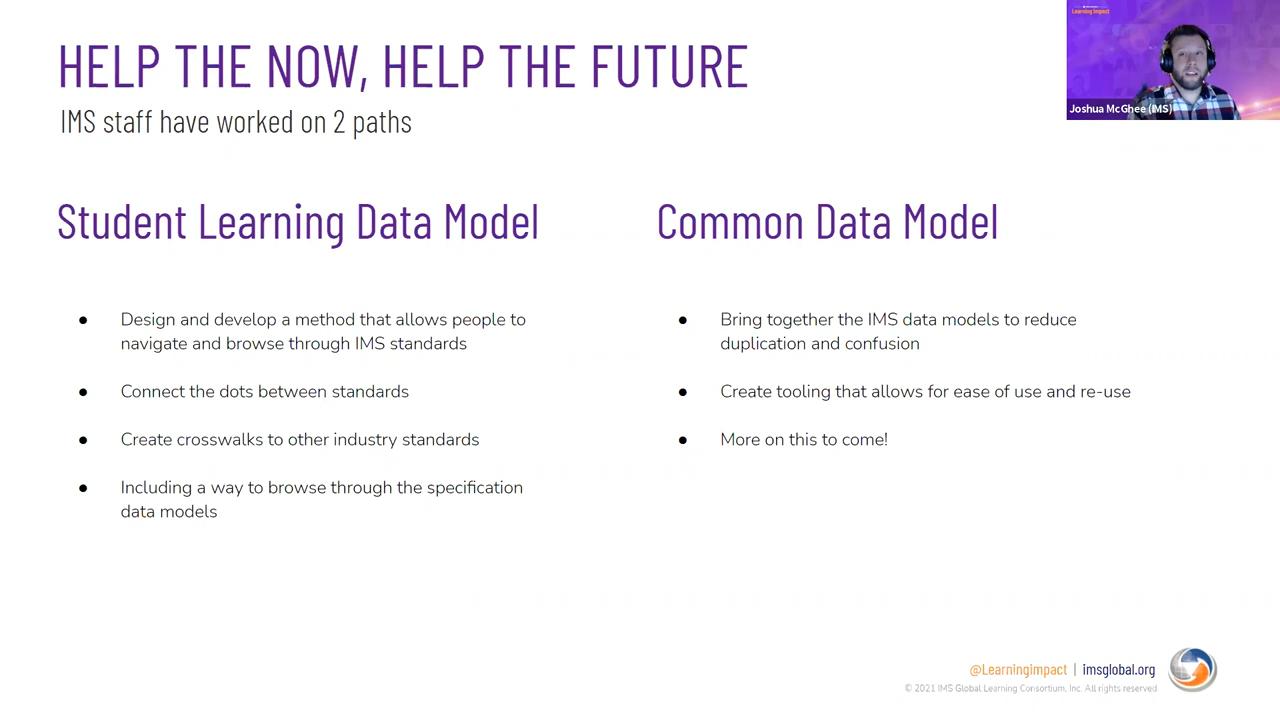 HELP THE NOW, HELP THE FUTURE
IMS staff have worked on 2 paths
Learning Impact
Joshua McGhee (IMS)
Student Learning Data Model
● Design and develop a method that allows people to
navigate and browse through IMS standards
● Connect the dots between standards
● Create crosswalks to other industry standards
● Including a way to browse through the specification
data models
Common Data Model
● Bring together the IMS data models to reduce
duplication and confusion
● Create tooling that allows for ease of use and re-use
● More on this to come!
@Learningimpact | imsglobal.org
© 2021 IMS Global Learning Consortium, Inc. All rights reserved